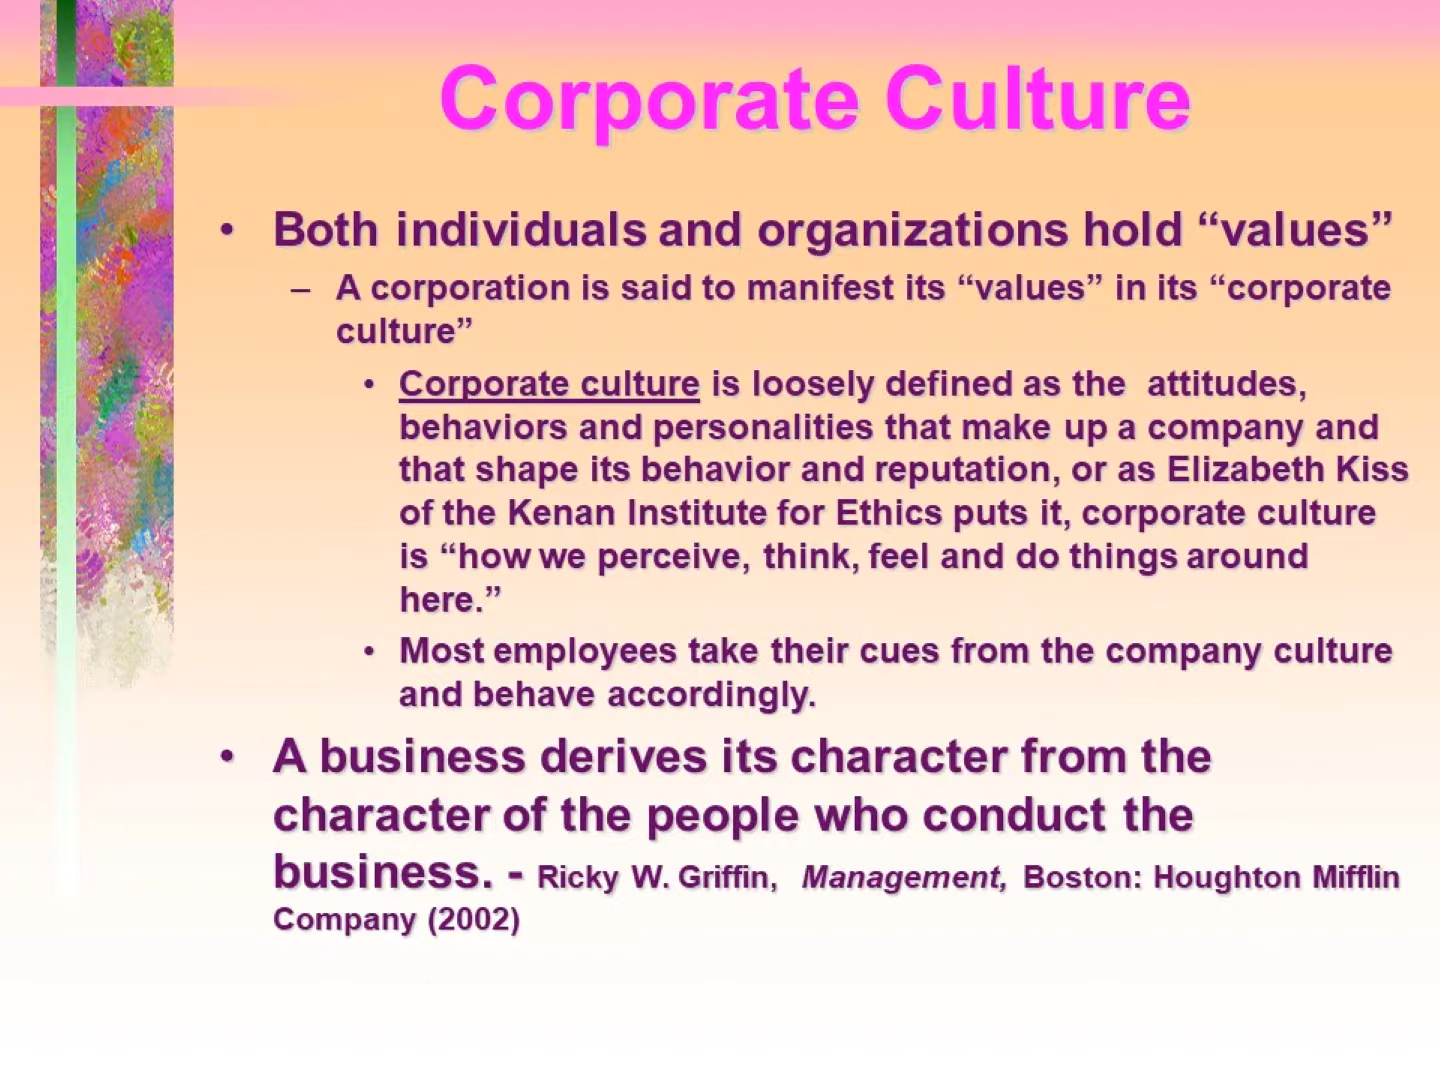 Corporate Culture
• Both individuals and organizations hold “values”
– A corporation is said to manifest its “values” in its “corporate
culture”
• Corporate culture is loosely defined as the  attitudes,
behaviors and personalities that make up a company and
that shape its behavior and reputation, or as Elizabeth Kiss
of the Kenan Institute for Ethics puts it, corporate culture
is “how we perceive, think, feel and do things around
here.”
• Most employees take their cues from the company culture
and behave accordingly.
• A business derives its character from the
character of the people who conduct the
business. - Ricky W. Griffin,  Management, Boston: Houghton Mifflin
Company (2002)